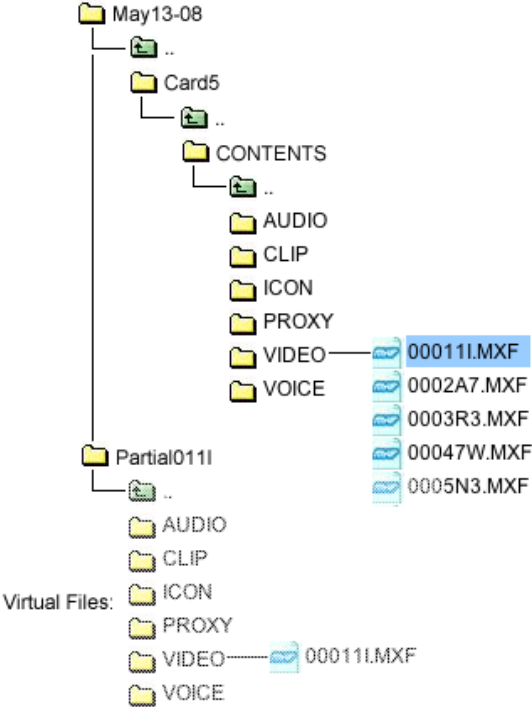 May13-08
..
Card5
..
CONTENTS
..
AUDIO
CLIP
ICON
PROXY
VIDEO 00011I.MXF
VOICE 0002A7.MXF
0003R3.MXF
00047W.MXF
Partial011I
0005N3.MXF
..
AUDIO
CLIP
Virtual Files: ICON
PROXY
VIDEO 00011I.MXF
VOICE